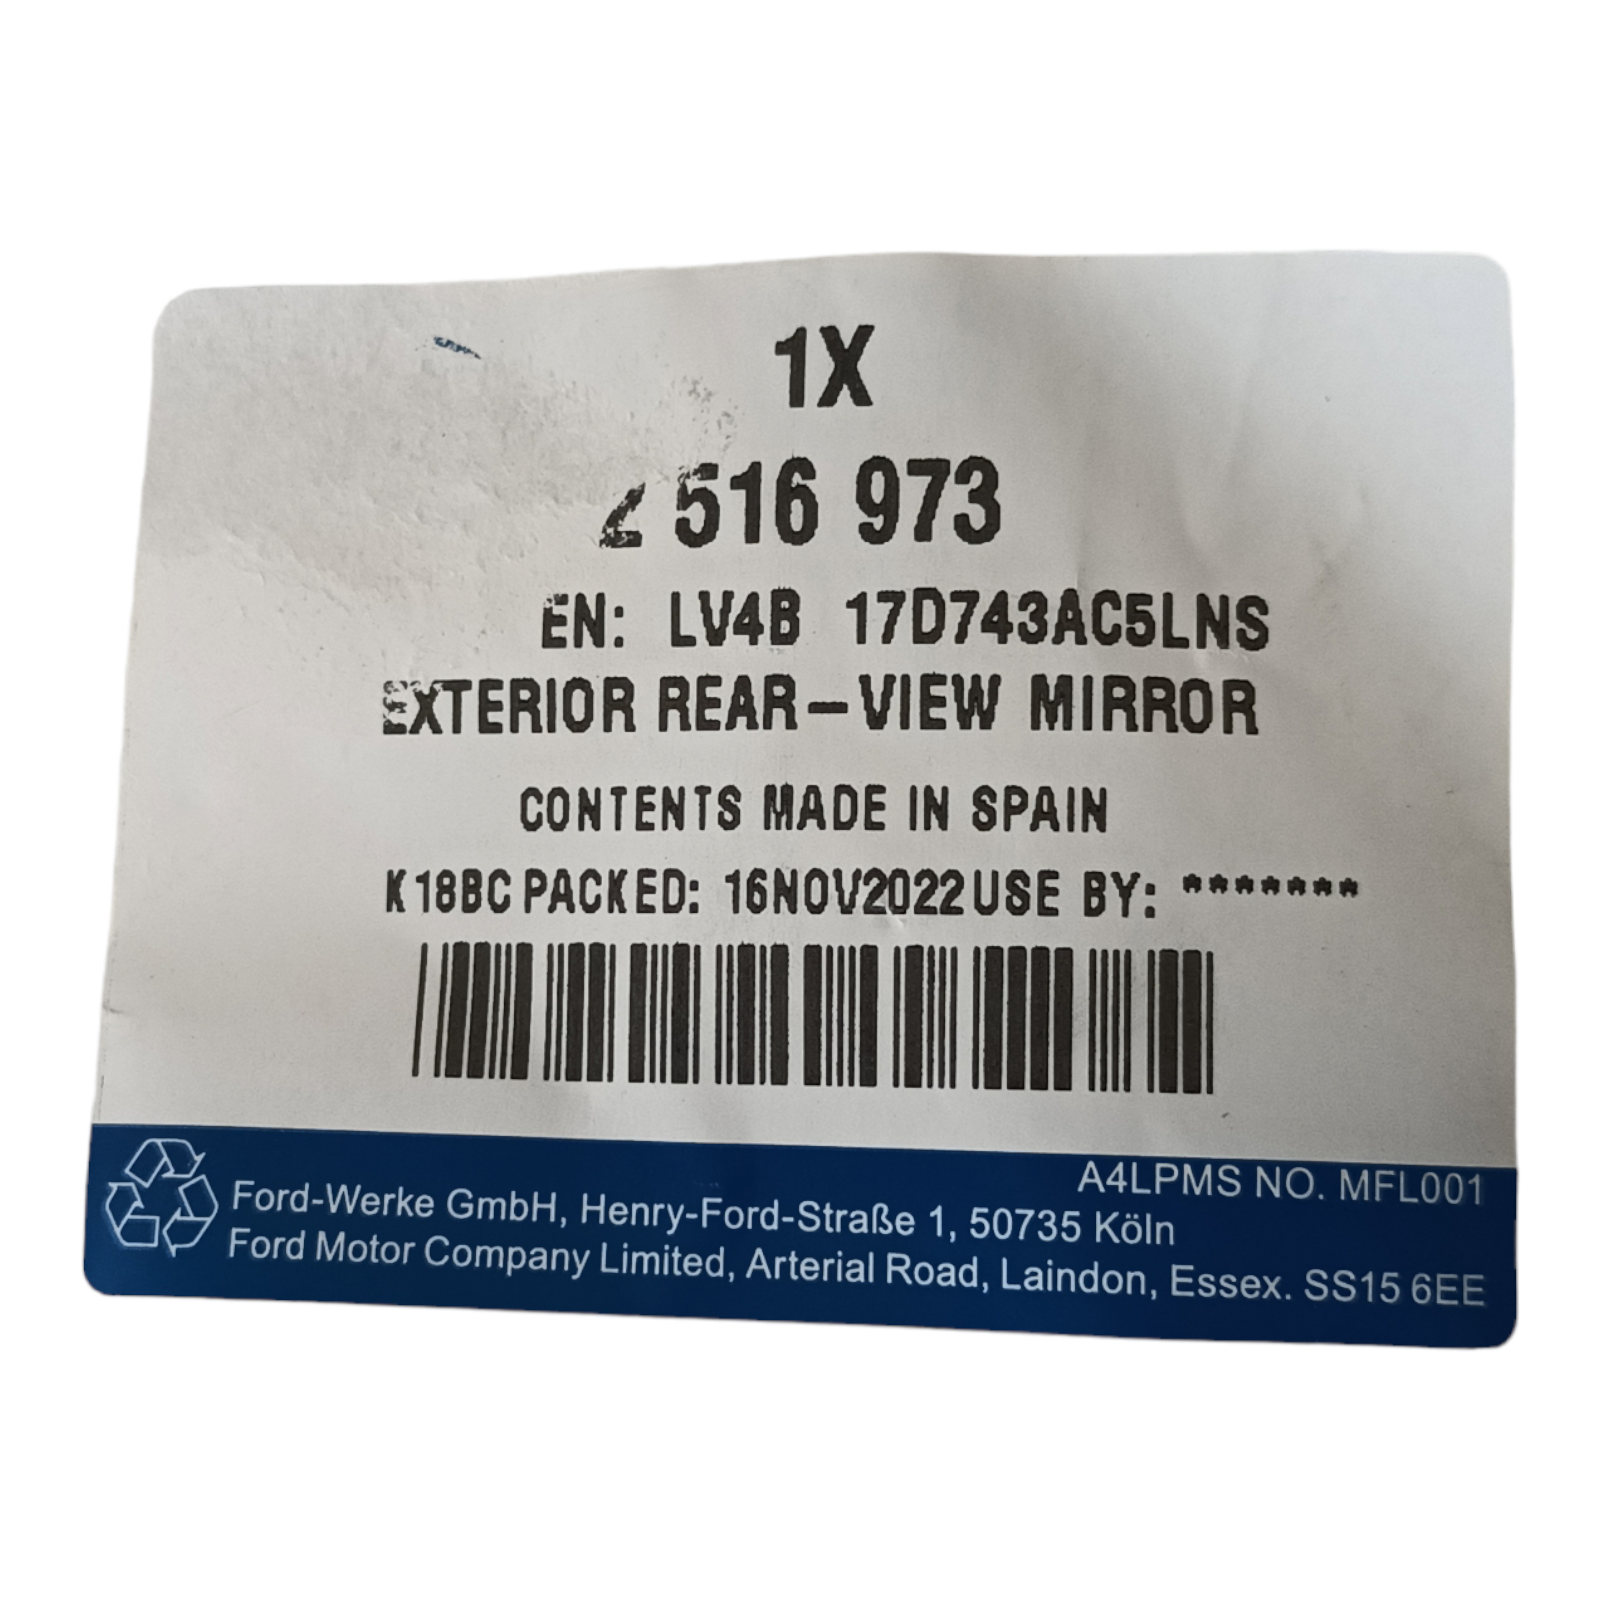 1X
2 516 973
EN: LV4B 17D743AC5LNS
EXTERIOR REAR-VIEW MIRROR
CONTENTS MADE IN SPAIN
K18BC PACKED: 16NOV2022 USE BY: *******
A4LPMS NO. MFL001
Ford-Werke GmbH, Henry-Ford-Straße 1, 50735 Köln
Ford Motor Company Limited, Arterial Road, Laindon, Essex. SS15 6EE